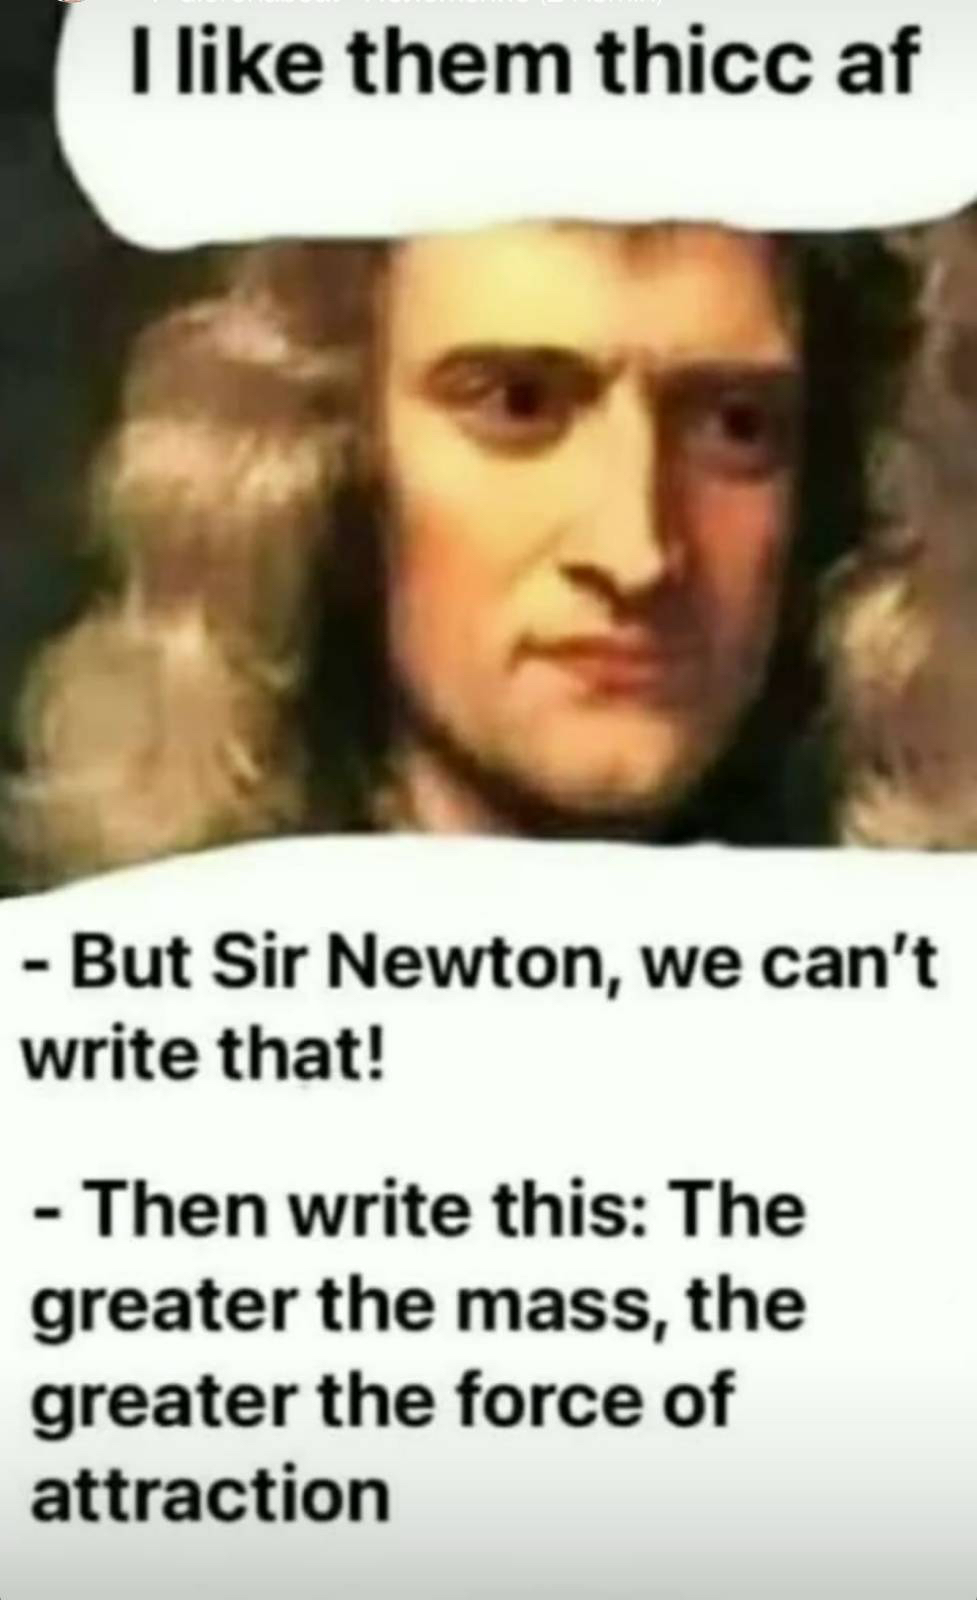 I like them thicc af
- But Sir Newton, we can't
write that!
- Then write this: The
greater the mass, the
greater the force of
attraction